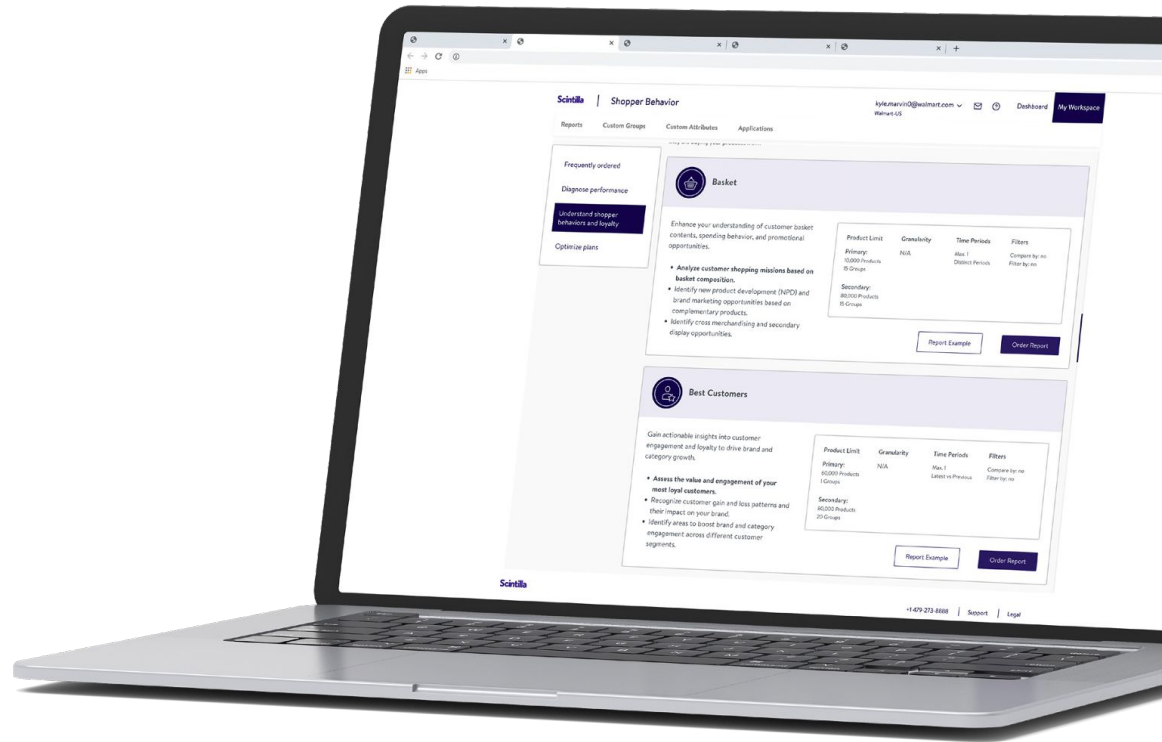 Apps
Scintilla | Shopper Behavior
kyle.marvin0@walmart.com
Walmart-US
Dashboard
My Workspace
Reports
Custom Groups
Custom Attributes
Applications
Frequently ordered
Diagnose performance
Understand shopper
behaviors and loyalty
Optimize plans
Basket
Enhance your understanding of customer basket
contents, spending behavior, and promotional
opportunities.
• Analyze customer shopping missions based on
basket composition.
• Identify new product development (NPD) and
brand marketing opportunities based on
complementary products.
• Identify cross merchandising and secondary
display opportunities.
Product Limit
Primary:
10,000 Products
15 Groups
Secondary:
80,000 Products
15 Groups
Granularity
N/A
Time Periods
Max. 1
Distinct Periods
Filters
Compare by: no
Filter by: no
Report Example
Order Report
Best Customers
Gain actionable insights into customer
engagement and loyalty to drive brand and
category growth.
• Assess the value and engagement of your
most loyal customers.
• Recognize customer gain and loss patterns and
their impact on your brand.
• Identify areas to boost brand and category
engagement across different customer
segments.
Product Limit
Primary:
60,000 Products
1 Groups
Secondary:
60,000 Products
20 Groups
Granularity
N/A
Time Periods
Max. 1
Latest vs Previous
Filters
Compare by: no
Filter by: no
Report Example
Order Report
Scintilla
+1-479-273-8888 | Support | Legal